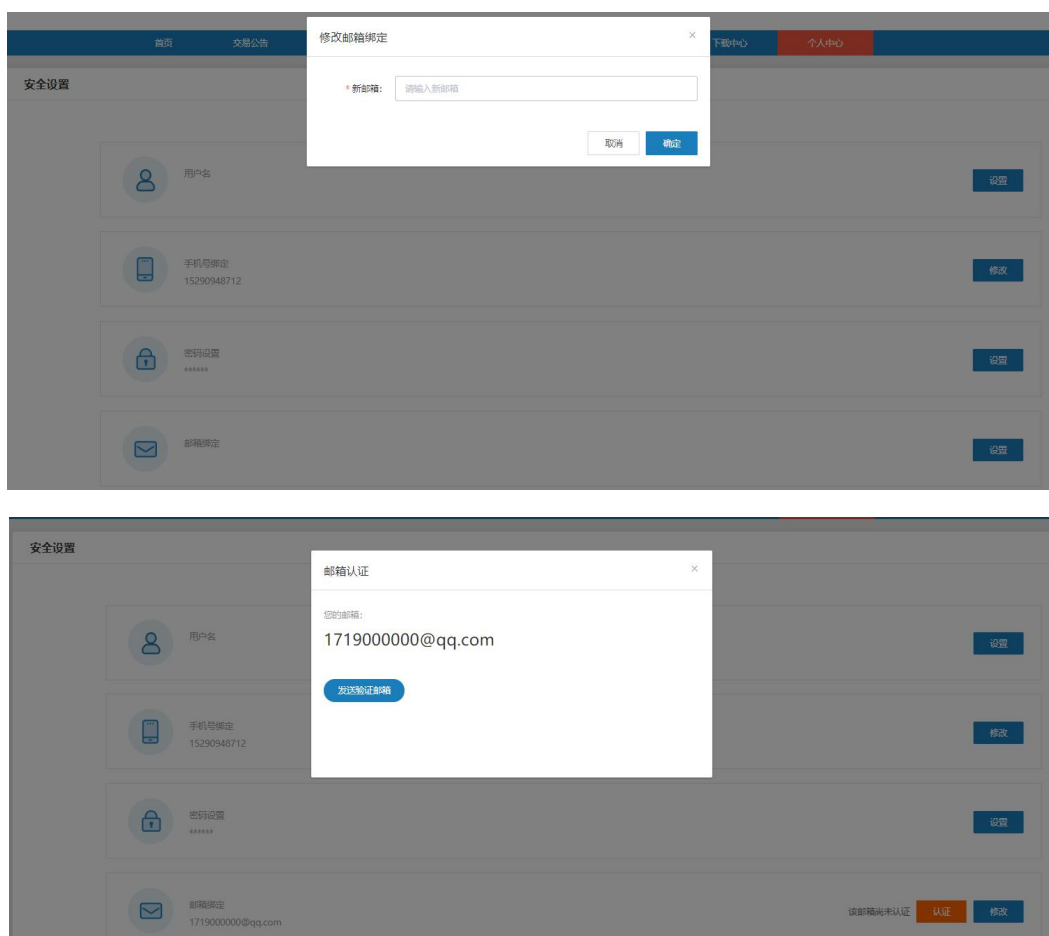 修改邮箱绑定 ×
首页 交易公告 下载中心 个人中心
安全设置
* 新邮箱： 请输入新邮箱
取消 确定
用户名 设置
手机号绑定
15290948712
修改
密码设置
******
设置
邮箱绑定 设置
安全设置
邮箱认证 ×
您的邮箱：
1719000000@qq.com
发送验证邮箱
用户名 设置
手机号绑定
15290948712
修改
密码设置
******
设置
邮箱绑定
1719000000@qq.com
该邮箱尚未认证 认证 修改